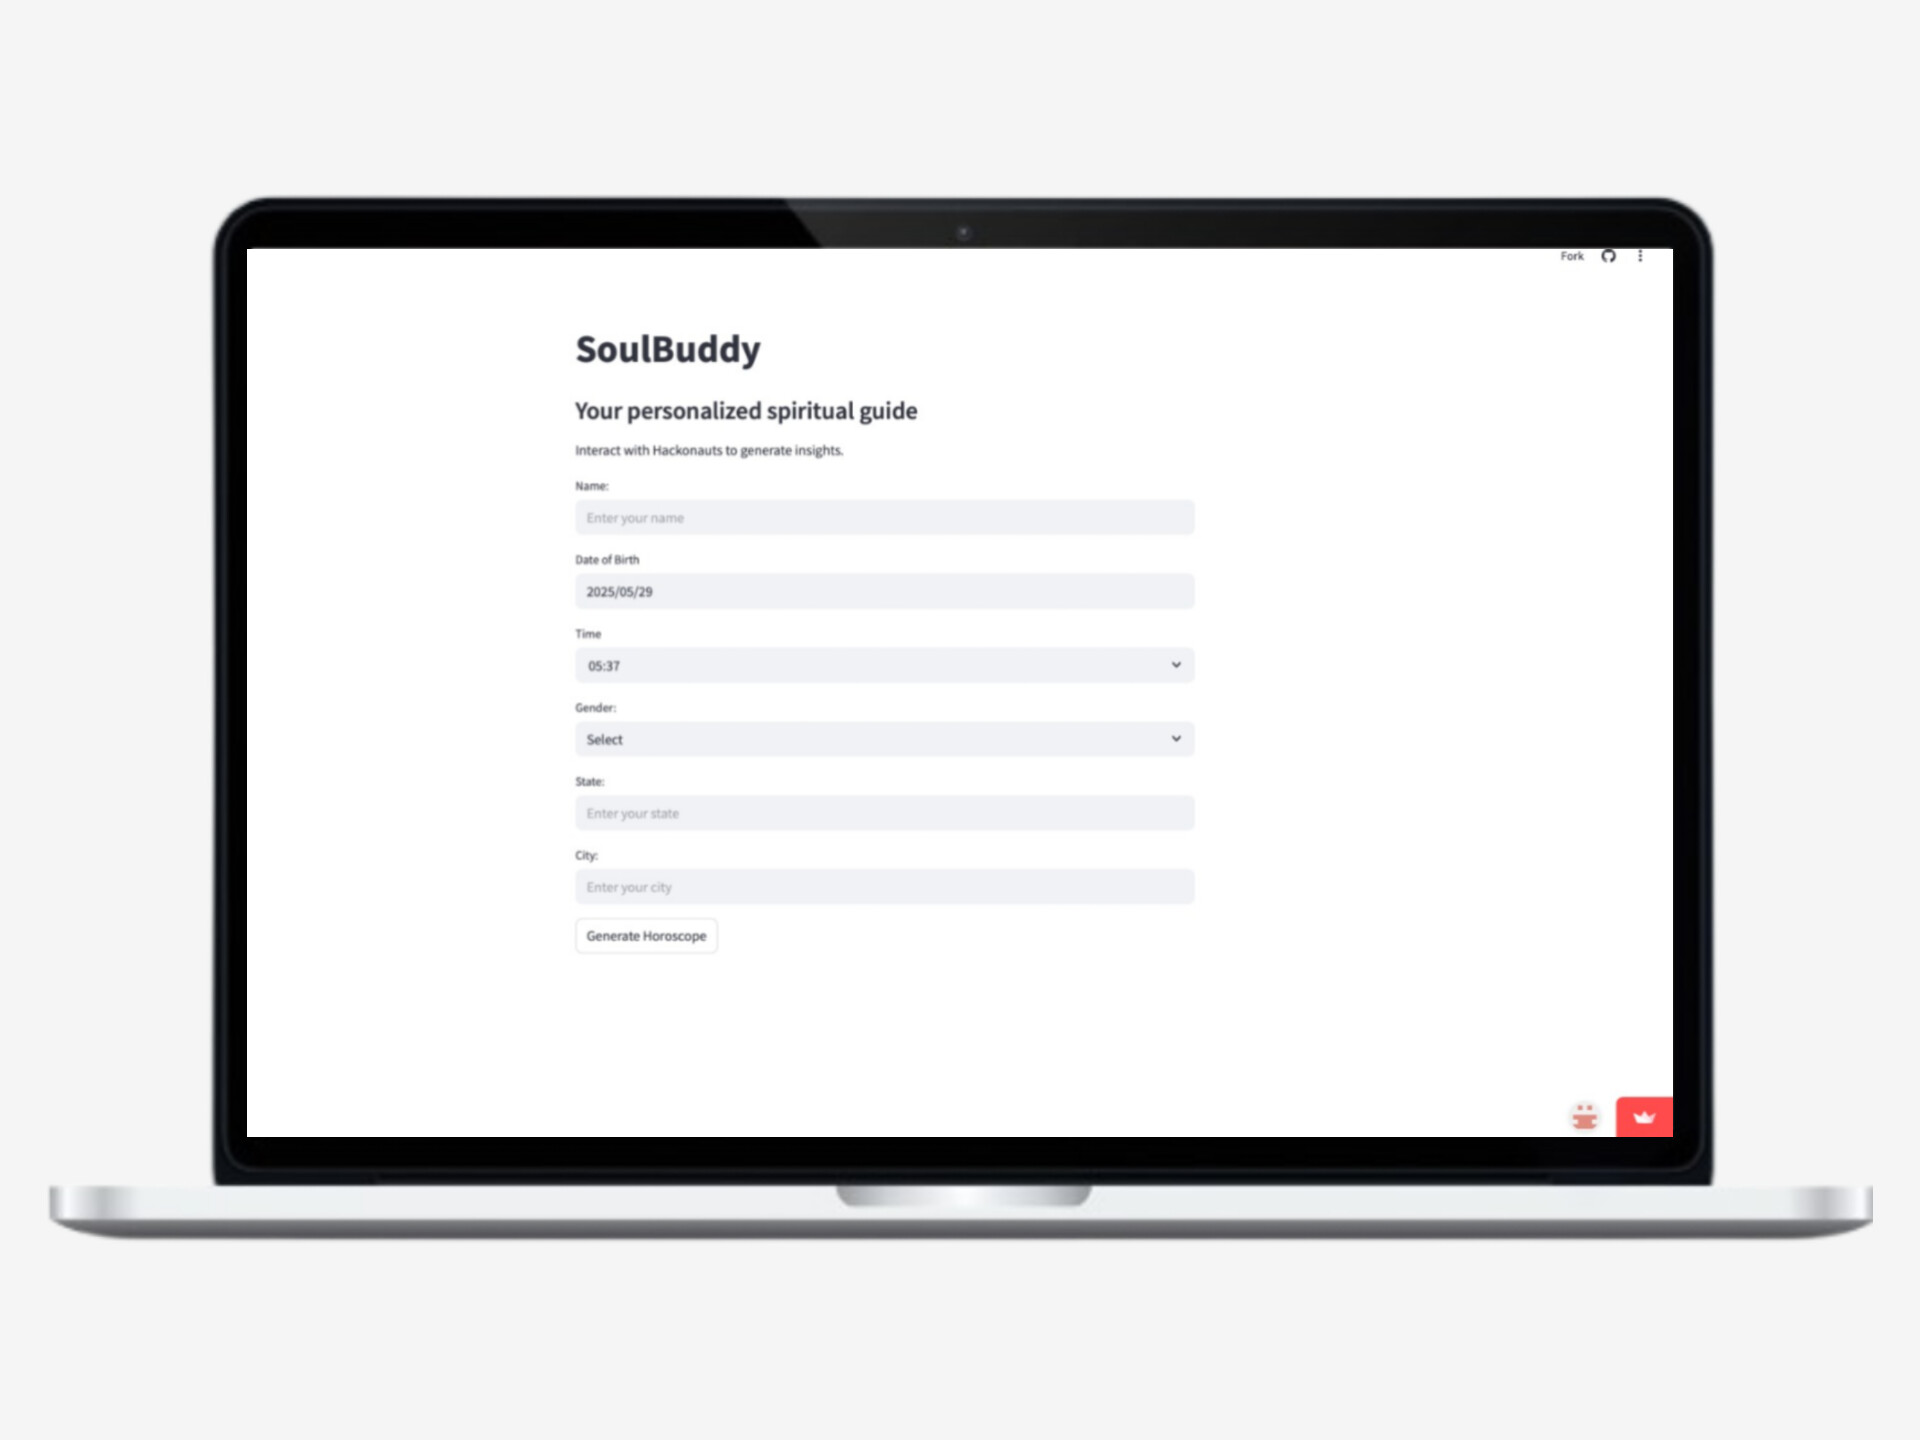 Fork
SoulBuddy
Your personalized spiritual guide
Interact with Hackonauts to generate insights.
Name:
Enter your name
Date of Birth
2025/05/29
Time
05:37
Gender:
Select
State:
Enter your state
City:
Enter your city
Generate Horoscope